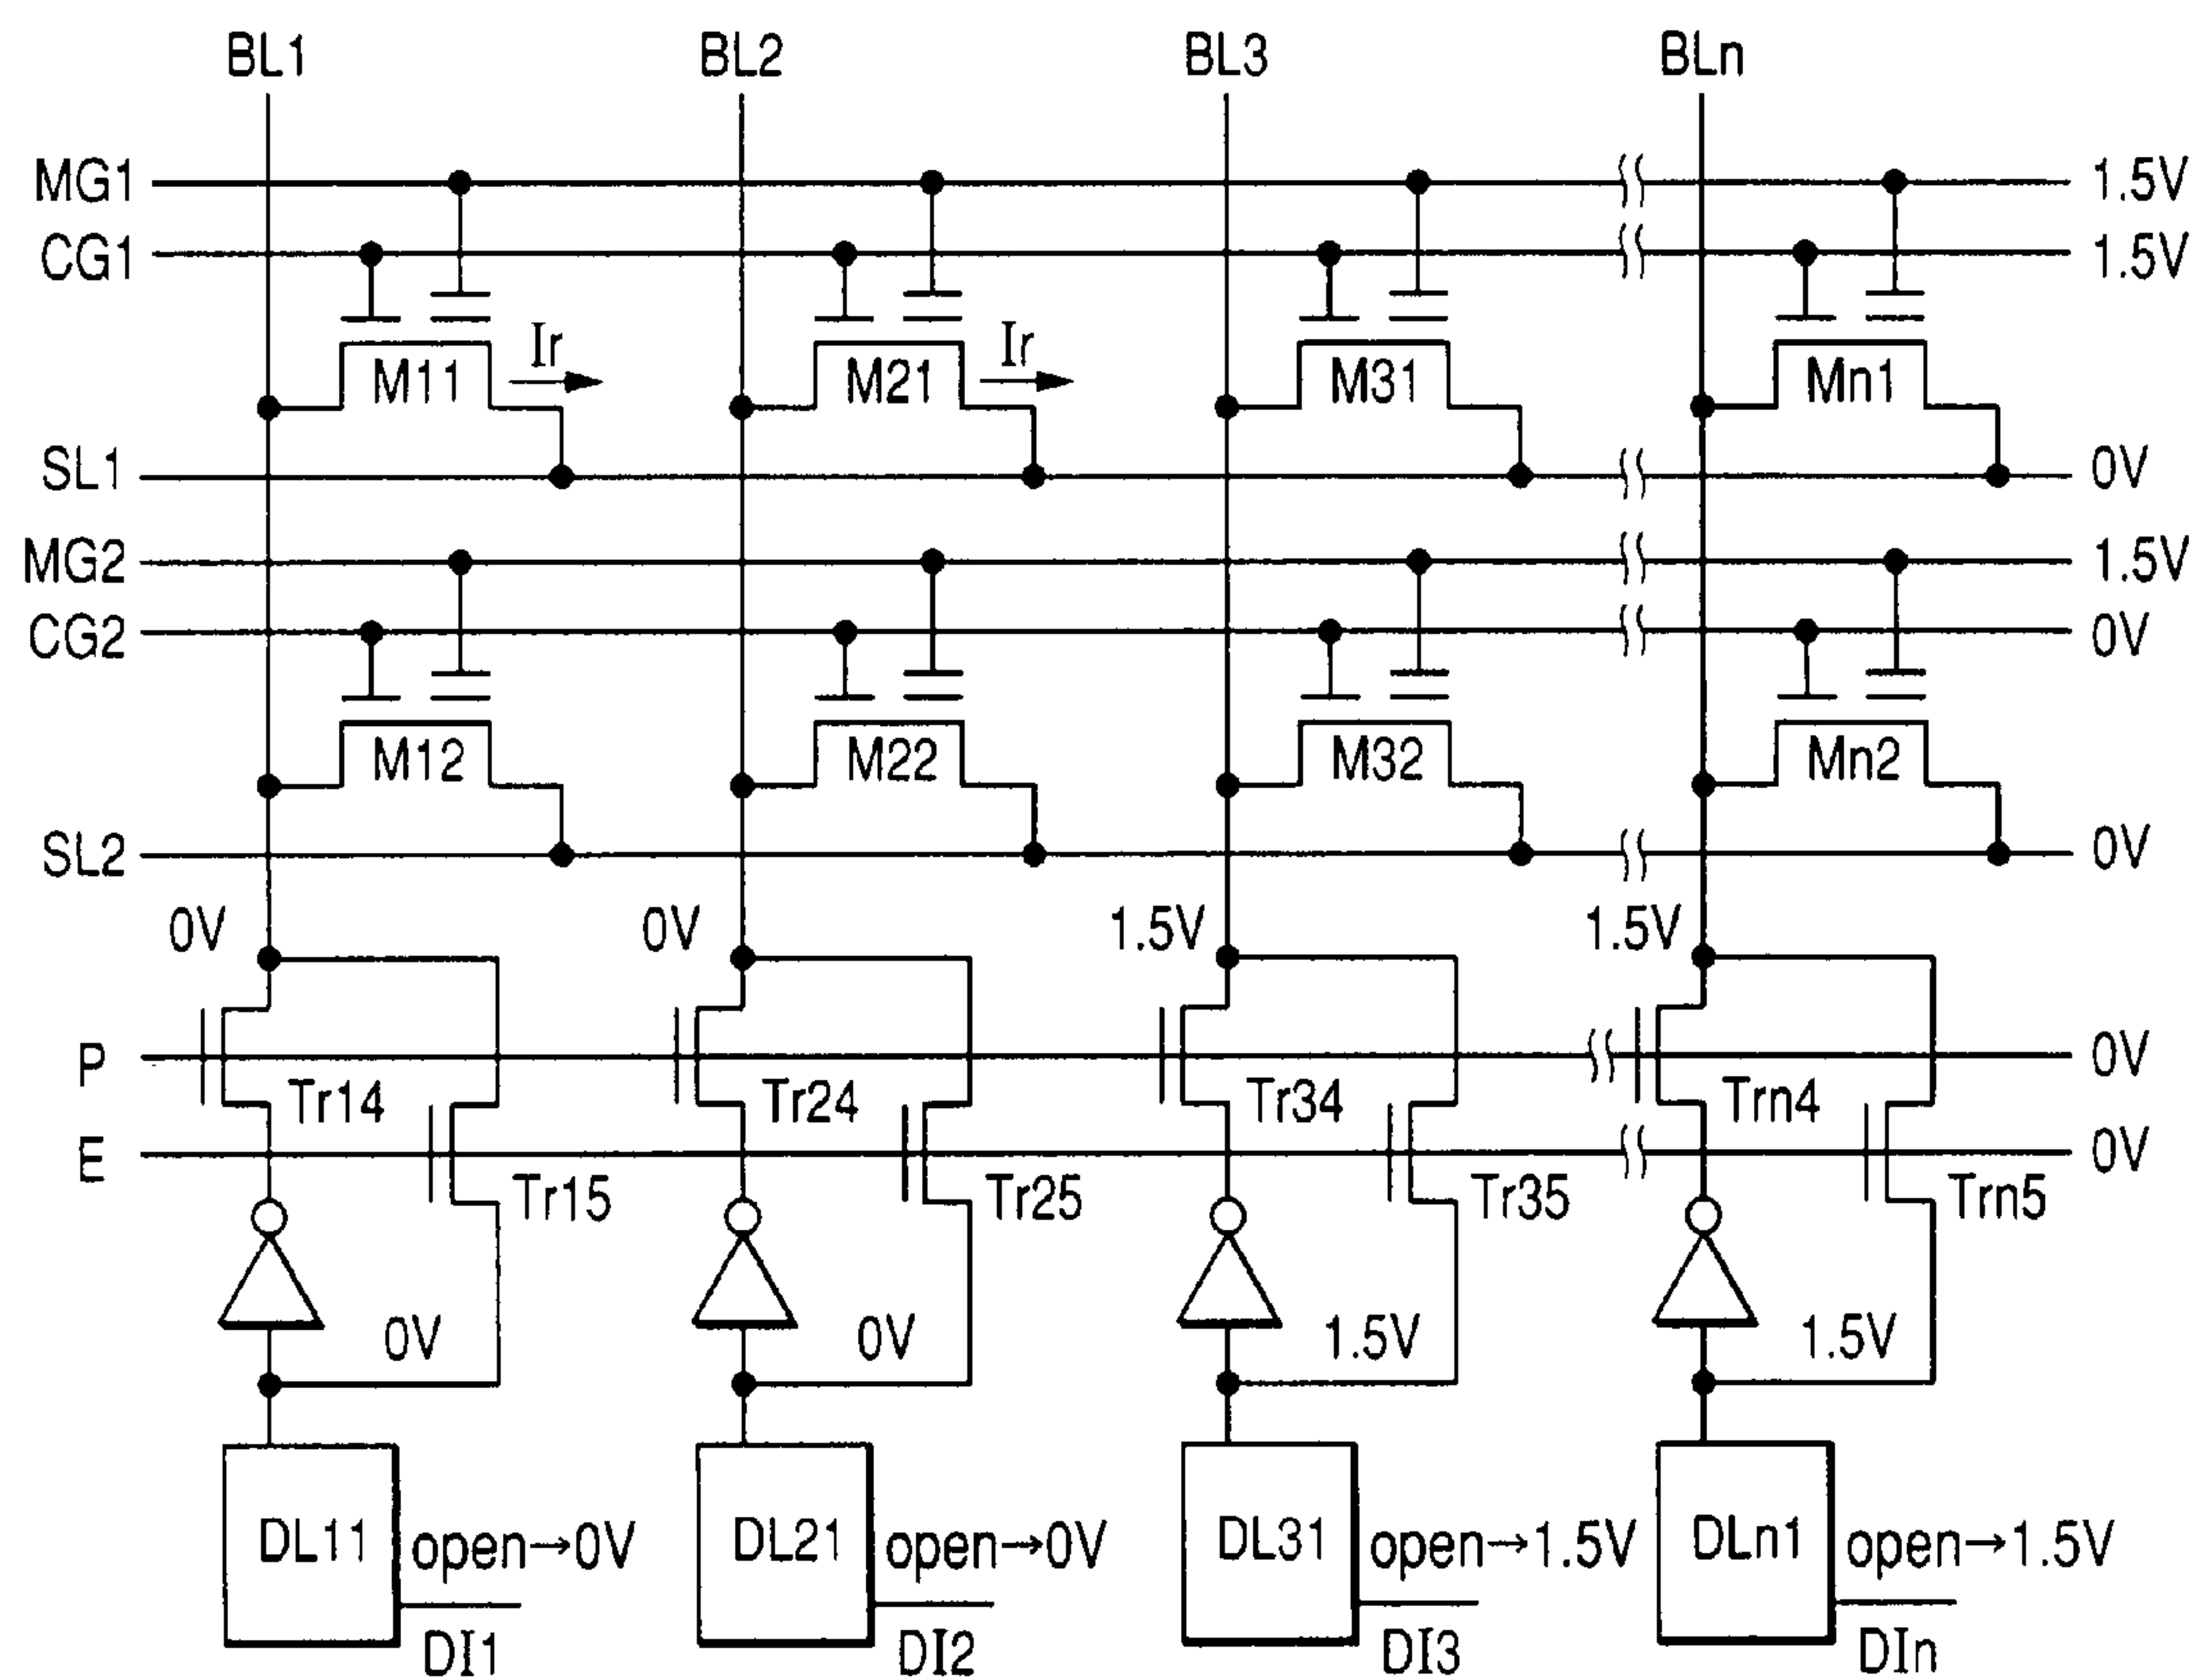 BL1 BL2 BL3 BLn
MG1 1.5V
CG1 1.5V
Ir Ir
M11 M21 M31 Mn1
SL1 0V
MG2 1.5V
CG2 0V
M12 M22 M32 Mn2
SL2 0V
0V 0V 1.5V 1.5V
P 0V
Tr14 Tr24 Tr34 Trn4
E 0V
Tr15 Tr25 Tr35 Trn5
0V 0V 1.5V 1.5V
DL11 open→0V DL21 open→0V DL31 open→1.5V DLn1 open→1.5V
DI1 DI2 DI3 DIn